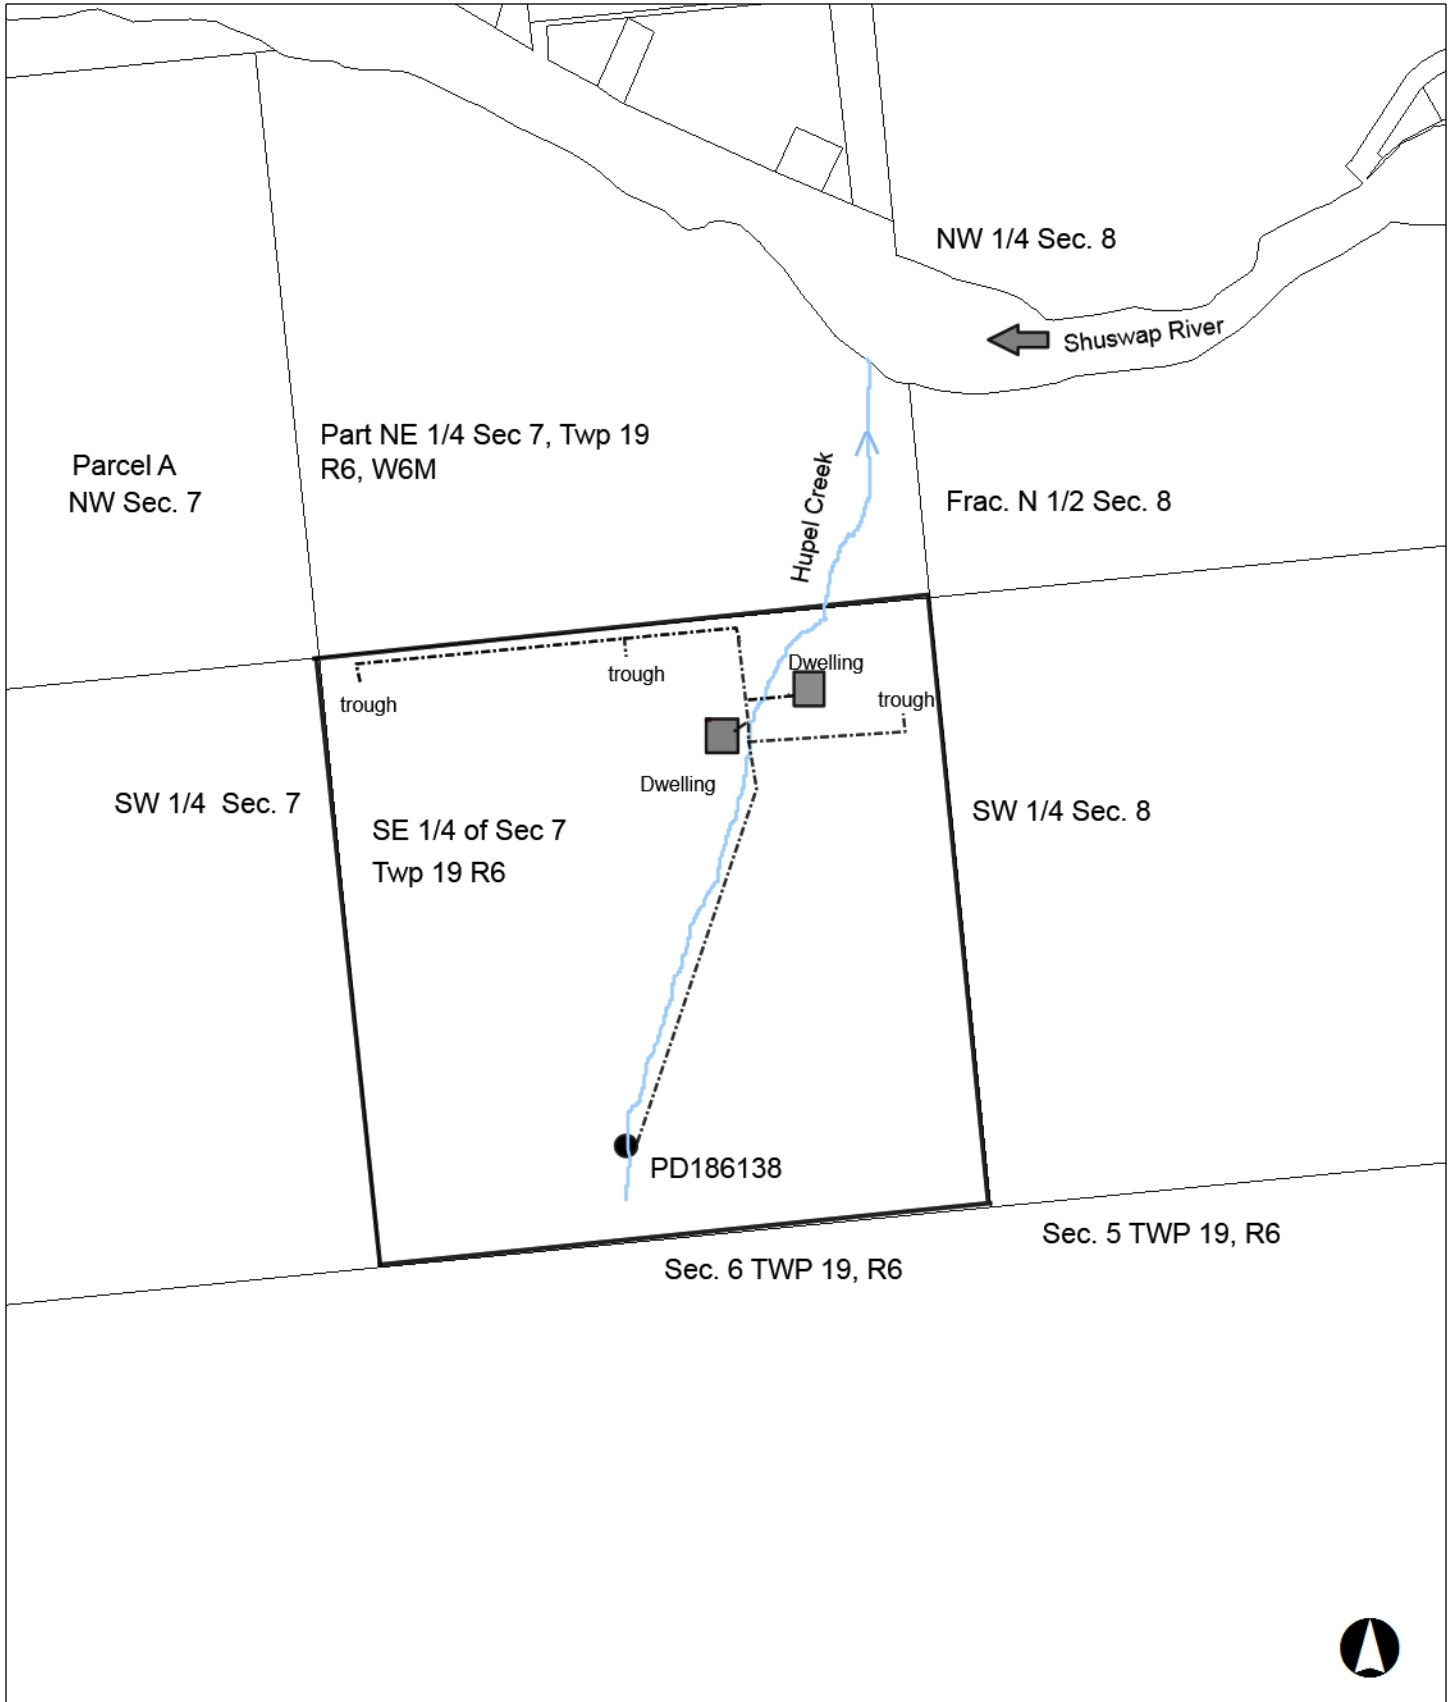 NW 1/4 Sec. 8
Shuswap River
Part NE 1/4 Sec 7, Twp 19
R6, W6M
Parcel A
NW Sec. 7
Hupel Creek
Frac. N 1/2 Sec. 8
Dwelling
trough
trough
trough
Dwelling
SW 1/4 Sec. 7
SE 1/4 of Sec 7
Twp 19 R6
SW 1/4 Sec. 8
PD186138
Sec. 5 TWP 19, R6
Sec. 6 TWP 19, R6